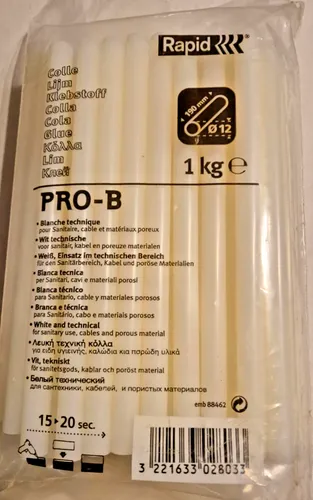 Rapid
190 mm
Ø 12
1 kg e
Colle
Lijm
Klebstoff
Colla
Cola
Glue
Κόλλα
Lim
Клей
PRO-B
• Blanche technique
pour Sanitaire, cable et matériaux poreux
• Wit technische
voor sanitair, kabel en poreuze materialen
• Weiß, Einsatz im technischen Bereich
für den Sanitärbereich, Kabel und poröse Materialien
• Bianca tecnica
per Sanitari, cavi e materiali porosi
• Blanca técnico
para Sanitario, cable y materiales porosos
• Branca e técnica
para Sanitário, cabo e materiais porosos
• White and technical
for sanitary use, cables and porous material
• Λευκή τεχνική κόλλα
για είδη υγιεινής, καλώδια και πορώδη υλικά
• Vit, tekniskt
för sanitetsgods, kablar och poröst material
• Белый технический
для сантехники, кабелей, и пористых материалов
emb 88462
15 ▸ 20 sec.
3 221633 028033